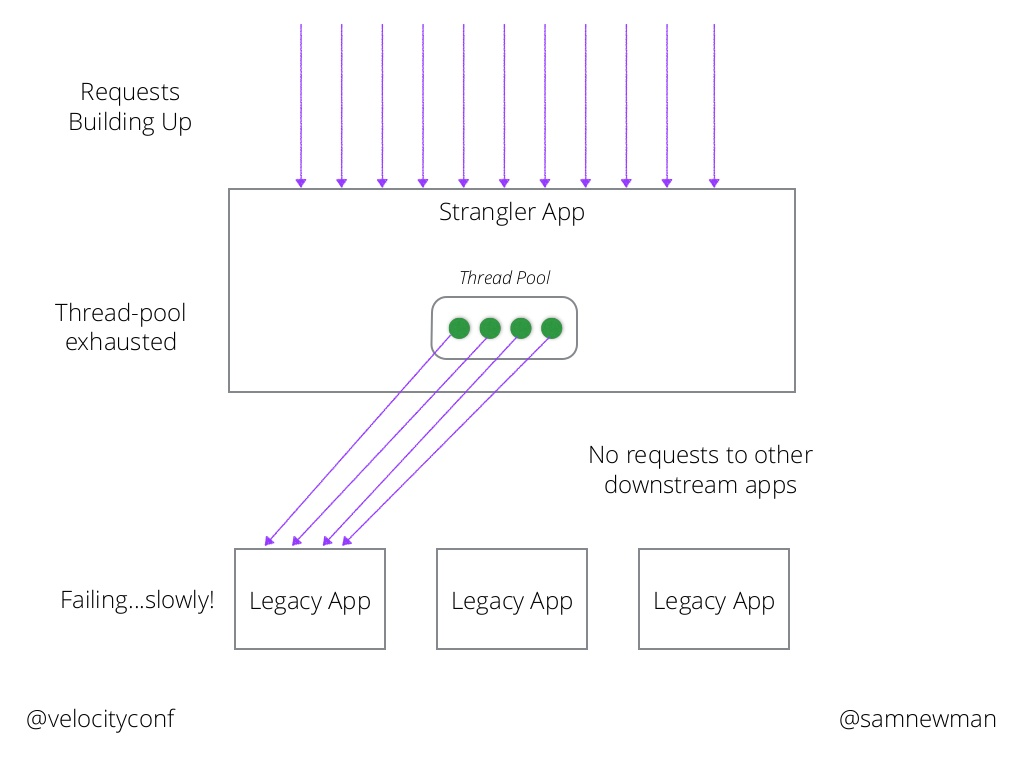 Requests
Building Up
Strangler App
Thread Pool
Thread-pool
exhausted
No requests to other
downstream apps
Failing...slowly!
Legacy App
Legacy App
Legacy App
@velocityconf
@samnewman